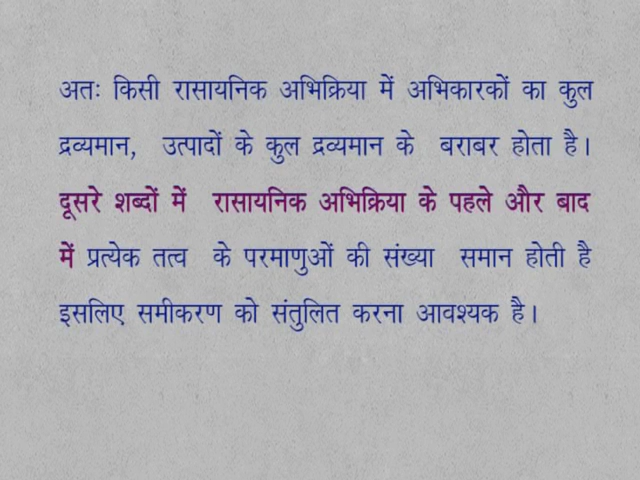 अतः किसी रासायनिक अभिक्रिया में अभिकारकों का कुल
द्रव्यमान, उत्पादों के कुल द्रव्यमान के बराबर होता है।
दूसरे शब्दों में रासायनिक अभिक्रिया के पहले और बाद
में प्रत्येक तत्व के परमाणुओं की संख्या समान होती है
इसलिए समीकरण को संतुलित करना आवश्यक है।